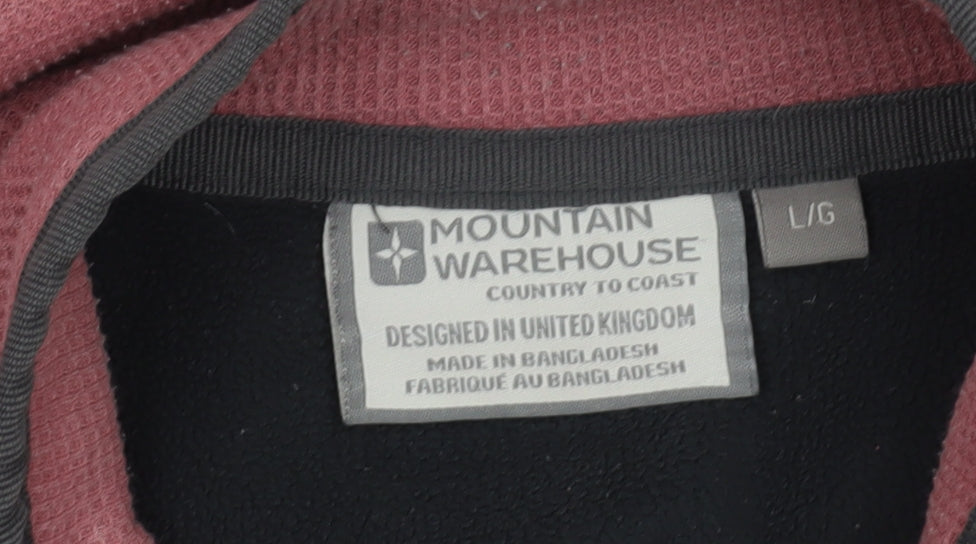 MOUNTAIN
WAREHOUSE
COUNTRY TO COAST
DESIGNED IN UNITED KINGDOM
MADE IN BANGLADESH
FABRIQUÉ AU BANGLADESH
L/G